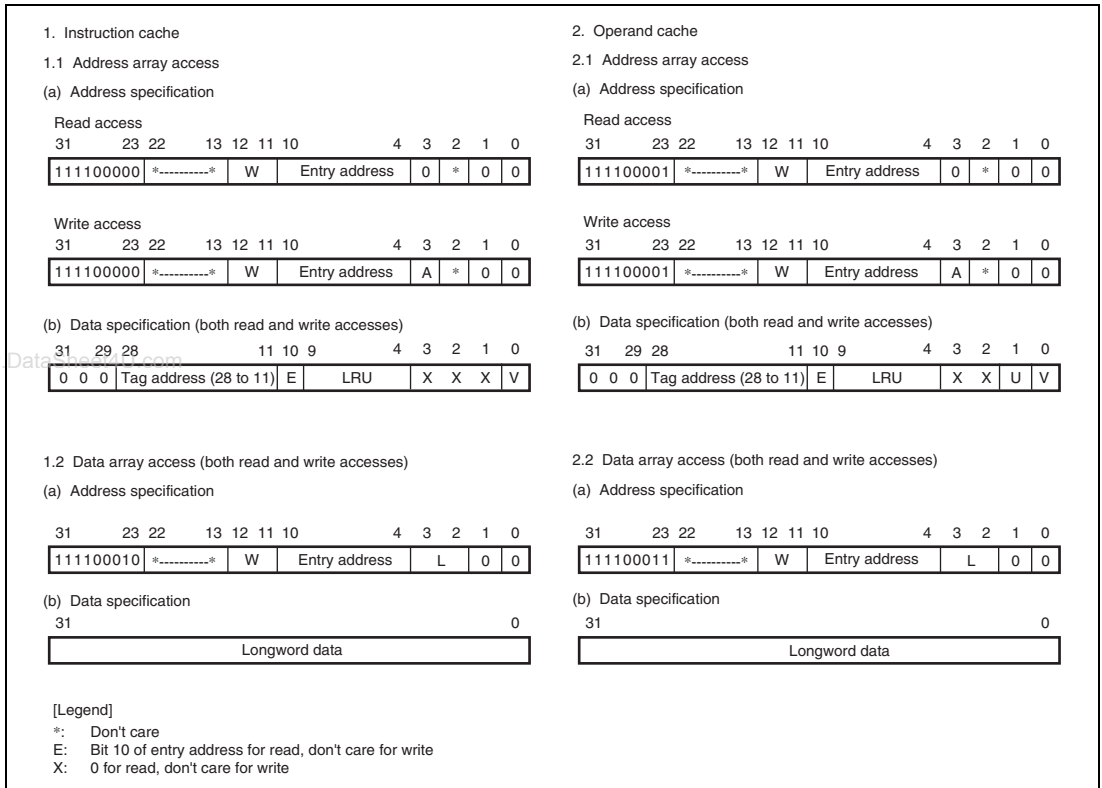 1. Instruction cache
1.1 Address array access
(a) Address specification
Read access
31 23 22 13 12 11 10 4 3 2 1 0
111100000 *----------* W Entry address 0 * 0 0
Write access
31 23 22 13 12 11 10 4 3 2 1 0
111100000 *----------* W Entry address A * 0 0
(b) Data specification (both read and write accesses)
31 29 28 11 10 9 4 3 2 1 0
0 0 0 Tag address (28 to 11) E LRU X X X V
DataSheet4U.com
1.2 Data array access (both read and write accesses)
(a) Address specification
31 23 22 13 12 11 10 4 3 2 1 0
111100010 *----------* W Entry address L 0 0
(b) Data specification
31 0
Longword data
2. Operand cache
2.1 Address array access
(a) Address specification
Read access
31 23 22 13 12 11 10 4 3 2 1 0
111100001 *----------* W Entry address 0 * 0 0
Write access
31 23 22 13 12 11 10 4 3 2 1 0
111100001 *----------* W Entry address A * 0 0
(b) Data specification (both read and write accesses)
31 29 28 11 10 9 4 3 2 1 0
0 0 0 Tag address (28 to 11) E LRU X X U V
2.2 Data array access (both read and write accesses)
(a) Address specification
31 23 22 13 12 11 10 4 3 2 1 0
111100011 *----------* W Entry address L 0 0
(b) Data specification
31 0
Longword data
[Legend]
*: Don't care
E: Bit 10 of entry address for read, don't care for write
X: 0 for read, don't care for write